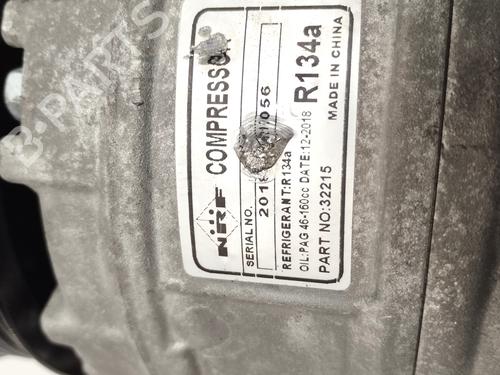 NRF COMPRESSOR
SERIAL NO.
REFRIGERANT:R134a
R134a
OIL:PAG 46-160cc DATE:12-2018
PART NO:32215
MADE IN CHINA
PARTS